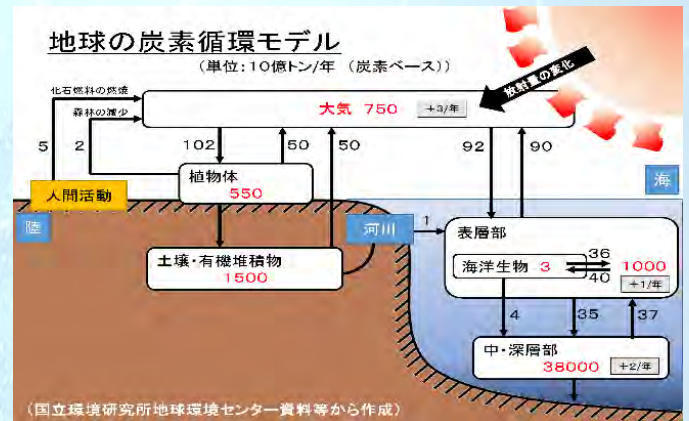 地球の炭素循環モデル
(単位:10億トン/年 (炭素ベース))
放射量の変化
化石燃料の燃焼
大気 750
+3/年
森林の減少
5
2
102
50
50
92
90
植物体
550
人間活動
海
陸
河川
1
表層部
土壌・有機堆積物
1500
海洋生物 3
36
40
1000
+1/年
4
35
37
中・深層部
38000
+2/年
(国立環境研究所地球環境センター資料等から作成)